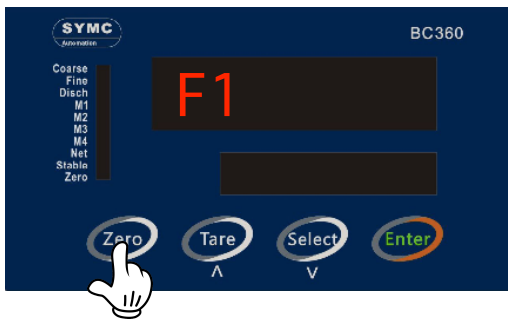 SYMC
Automation
BC360
Coarse
Fine
Disch
M1
M2
M3
M4
Net
Stable
Zero
F1
Zero
Tare
Select
Enter